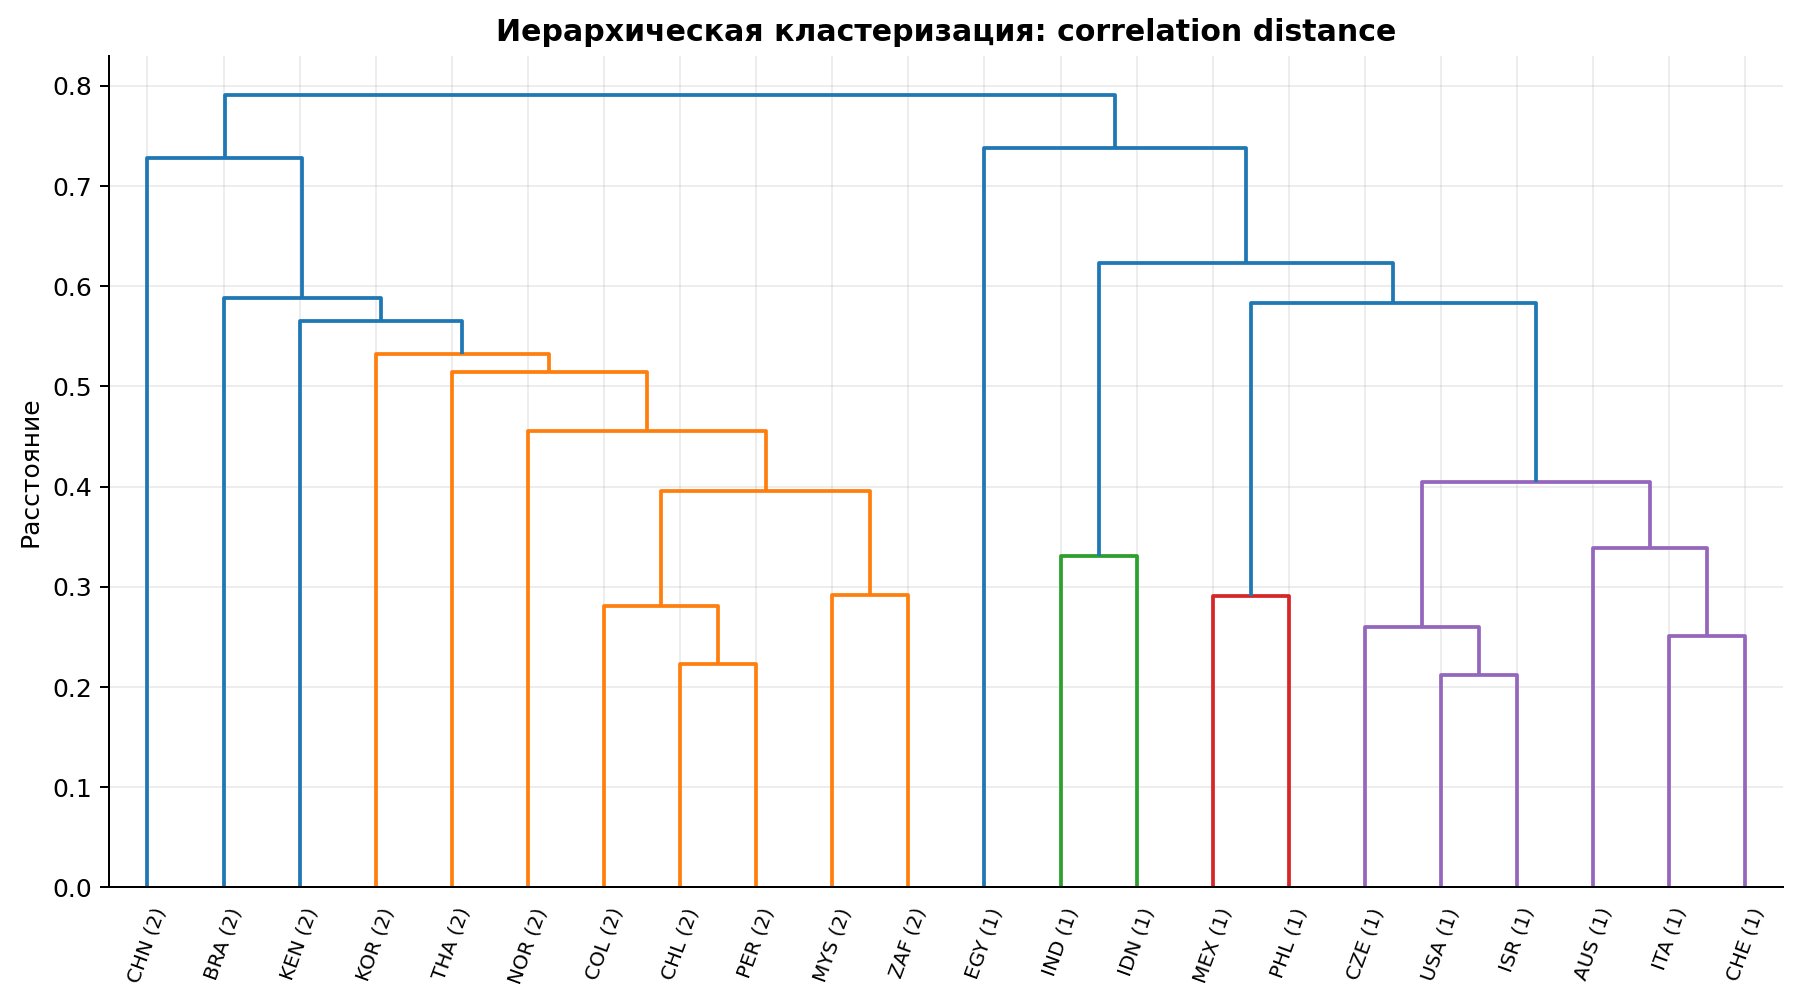 Иерархическая кластеризация: correlation distance
Расстояние
0.8
0.7
0.6
0.5
0.4
0.3
0.2
0.1
0.0
CHN (2)
BRA (2)
KEN (2)
KOR (2)
THA (2)
NOR (2)
COL (2)
CHL (2)
PER (2)
MYS (2)
ZAF (2)
EGY (1)
IND (1)
IDN (1)
MEX (1)
PHL (1)
CZE (1)
USA (1)
ISR (1)
AUS (1)
ITA (1)
CHE (1)